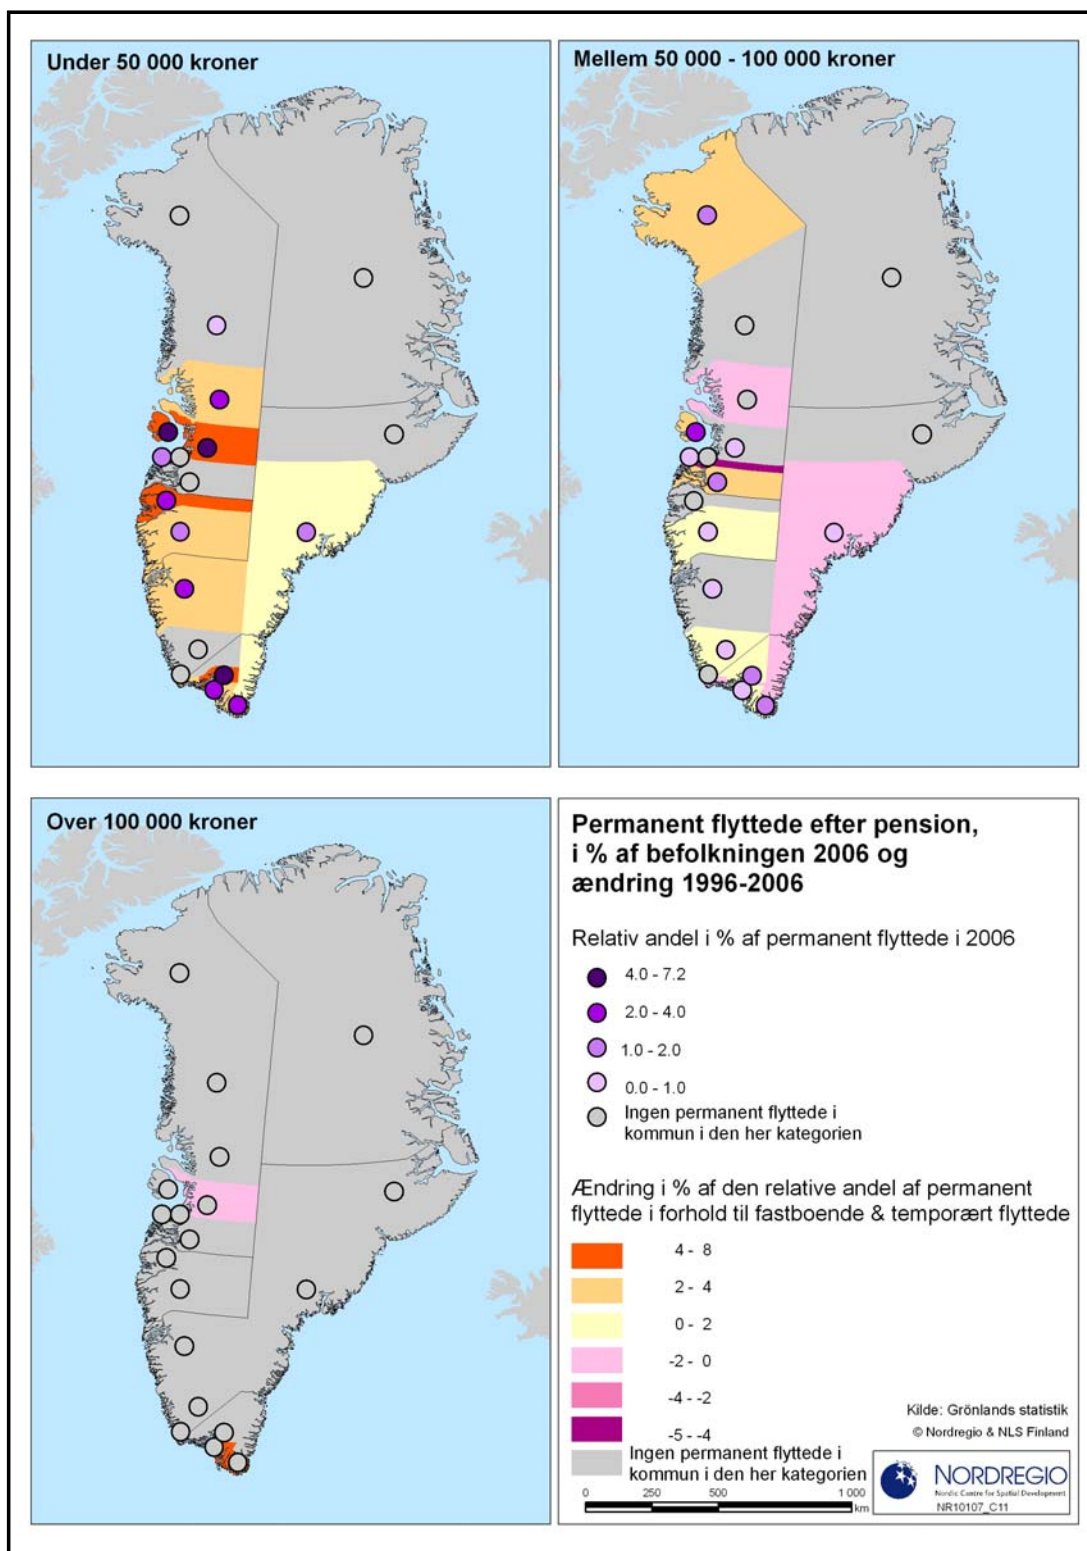 Under 50 000 kroner
Mellem 50 000 - 100 000 kroner
Over 100 000 kroner
Permanent flyttede efter pension,
i % af befolkningen 2006 og
ændring 1996-2006
Relativ andel i % af permanent flyttede i 2006
4.0 - 7.2
2.0 - 4.0
1.0 - 2.0
0.0 - 1.0
Ingen permanent flyttede i
kommun i den her kategorien
Ændring i % af den relative andel af permanent
flyttede i forhold til fastboende & temporært flyttede
4 - 8
2 - 4
0 - 2
-2 - 0
-4 - -2
-5 - -4
Ingen permanent flyttede i
kommun i den her kategorien
Kilde: Grönlands statistik
© Nordregio & NLS Finland
0 250 500 1 000
km
NORDREGIO
Nordic Centre for Spatial Development
NR10107_C11